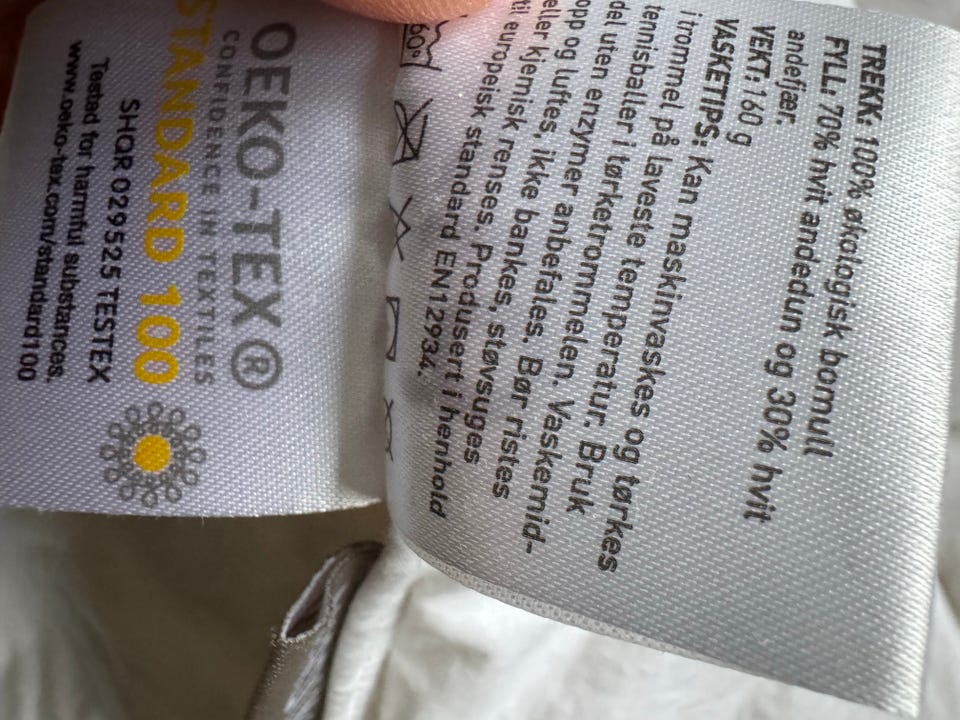 TREKK: 100% økologisk bomull
FYLL: 70% hvit andedun og 30% hvit
andefjær.
VEKT: 160 g
VASKETIPS: Kan maskinvaskes og tørkes
i trommel på laveste temperatur. Bruk
tennisballer i tørketrommelen. Vaskemid-
del uten enzymer anbefales. Bør ristes
opp og luftes, ikke bankes, støvsuges
eller kjemisk renses. Produsert i henhold
til europeisk standard EN12934.
60°
OEKO-TEX®
CONFIDENCE IN TEXTILES
STANDARD 100
SHQR 029525 TESTEX
Tested for harmful substances.
www.oeko-tex.com/standard100